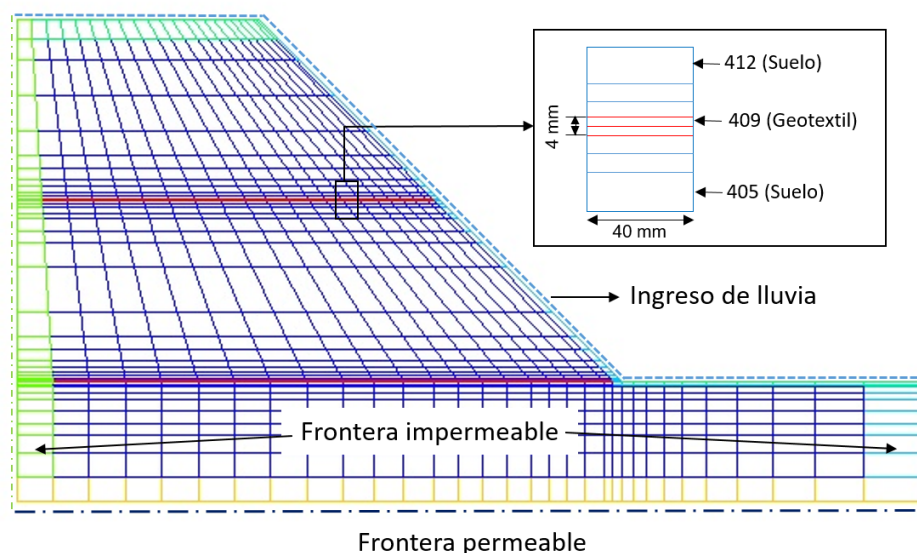 412 (Suelo)
409 (Geotextil)
4 mm
405 (Suelo)
40 mm
Ingreso de lluvia
Frontera impermeable
Frontera permeable